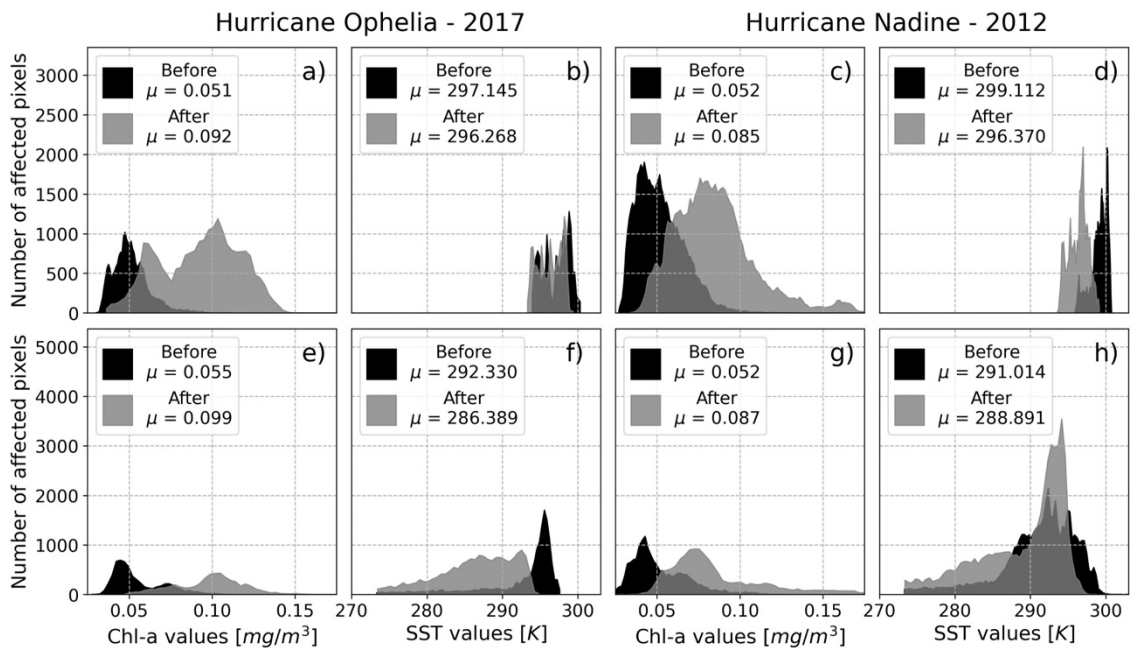 Hurricane Ophelia - 2017
Hurricane Nadine - 2012
Number of affected pixels
3000
2500
2000
1500
1000
500
0
Before
μ = 0.051
After
μ = 0.092
a)
Before
μ = 297.145
After
μ = 296.268
b)
Before
μ = 0.052
After
μ = 0.085
c)
Before
μ = 299.112
After
μ = 296.370
d)
Number of affected pixels
5000
4000
3000
2000
1000
0
Before
μ = 0.055
After
μ = 0.099
e)
Before
μ = 292.330
After
μ = 286.389
f)
Before
μ = 0.052
After
μ = 0.087
g)
Before
μ = 291.014
After
μ = 288.891
h)
0.05 0.10 0.15
270 280 290 300
0.05 0.10 0.15
270 280 290 300
Chl-a values [mg/m³]
SST values [K]
Chl-a values [mg/m³]
SST values [K]